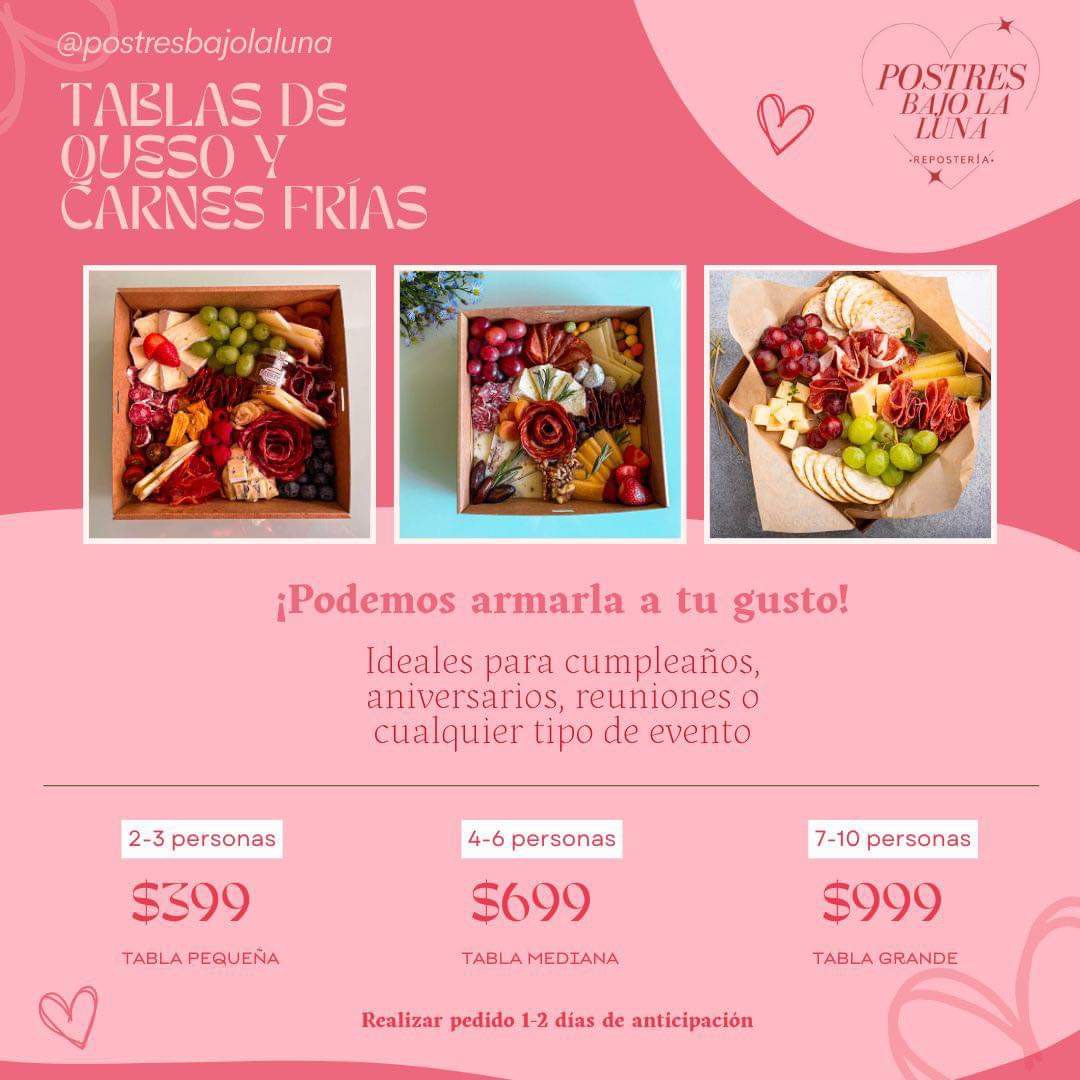 @postresbajolaluna
TABLAS DE
QUESO Y
CARNES FRÍAS
POSTRES
BAJO LA
LUNA
·REPOSTERÍA·
¡Podemos armarla a tu gusto!
Ideales para cumpleaños,
aniversarios, reuniones o
cualquier tipo de evento
2-3 personas
$399
TABLA PEQUEÑA
4-6 personas
$699
TABLA MEDIANA
7-10 personas
$999
TABLA GRANDE
Realizar pedido 1-2 días de anticipación